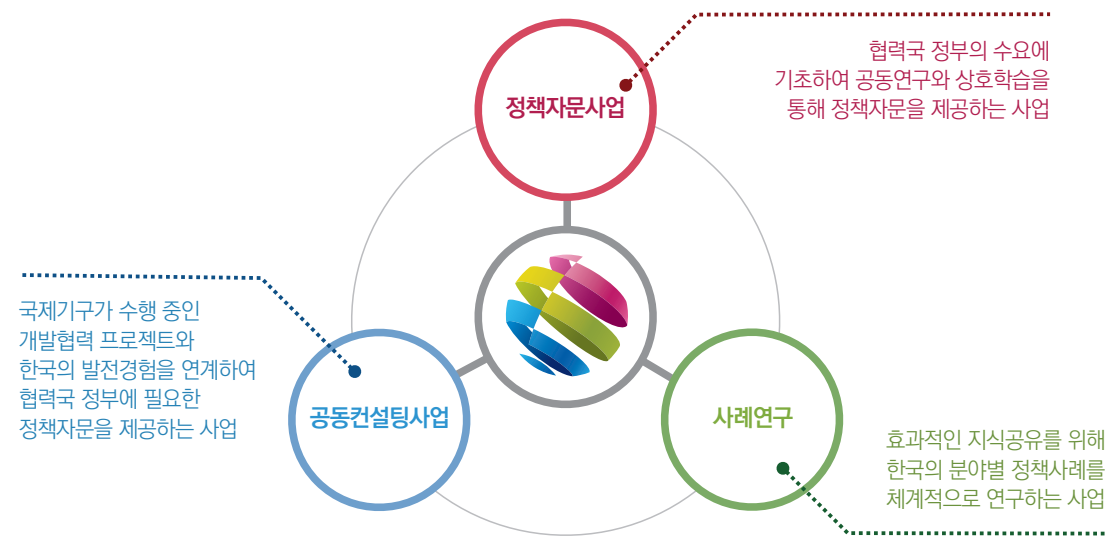 정책자문사업
협력국 정부의 수요에
기초하여 공동연구와 상호학습을
통해 정책자문을 제공하는 사업
국제기구가 수행 중인
개발협력 프로젝트와
한국의 발전경험을 연계하여
협력국 정부에 필요한
정책자문을 제공하는 사업
공동컨설팅사업
사례연구
효과적인 지식공유를 위해
한국의 분야별 정책사례를
체계적으로 연구하는 사업